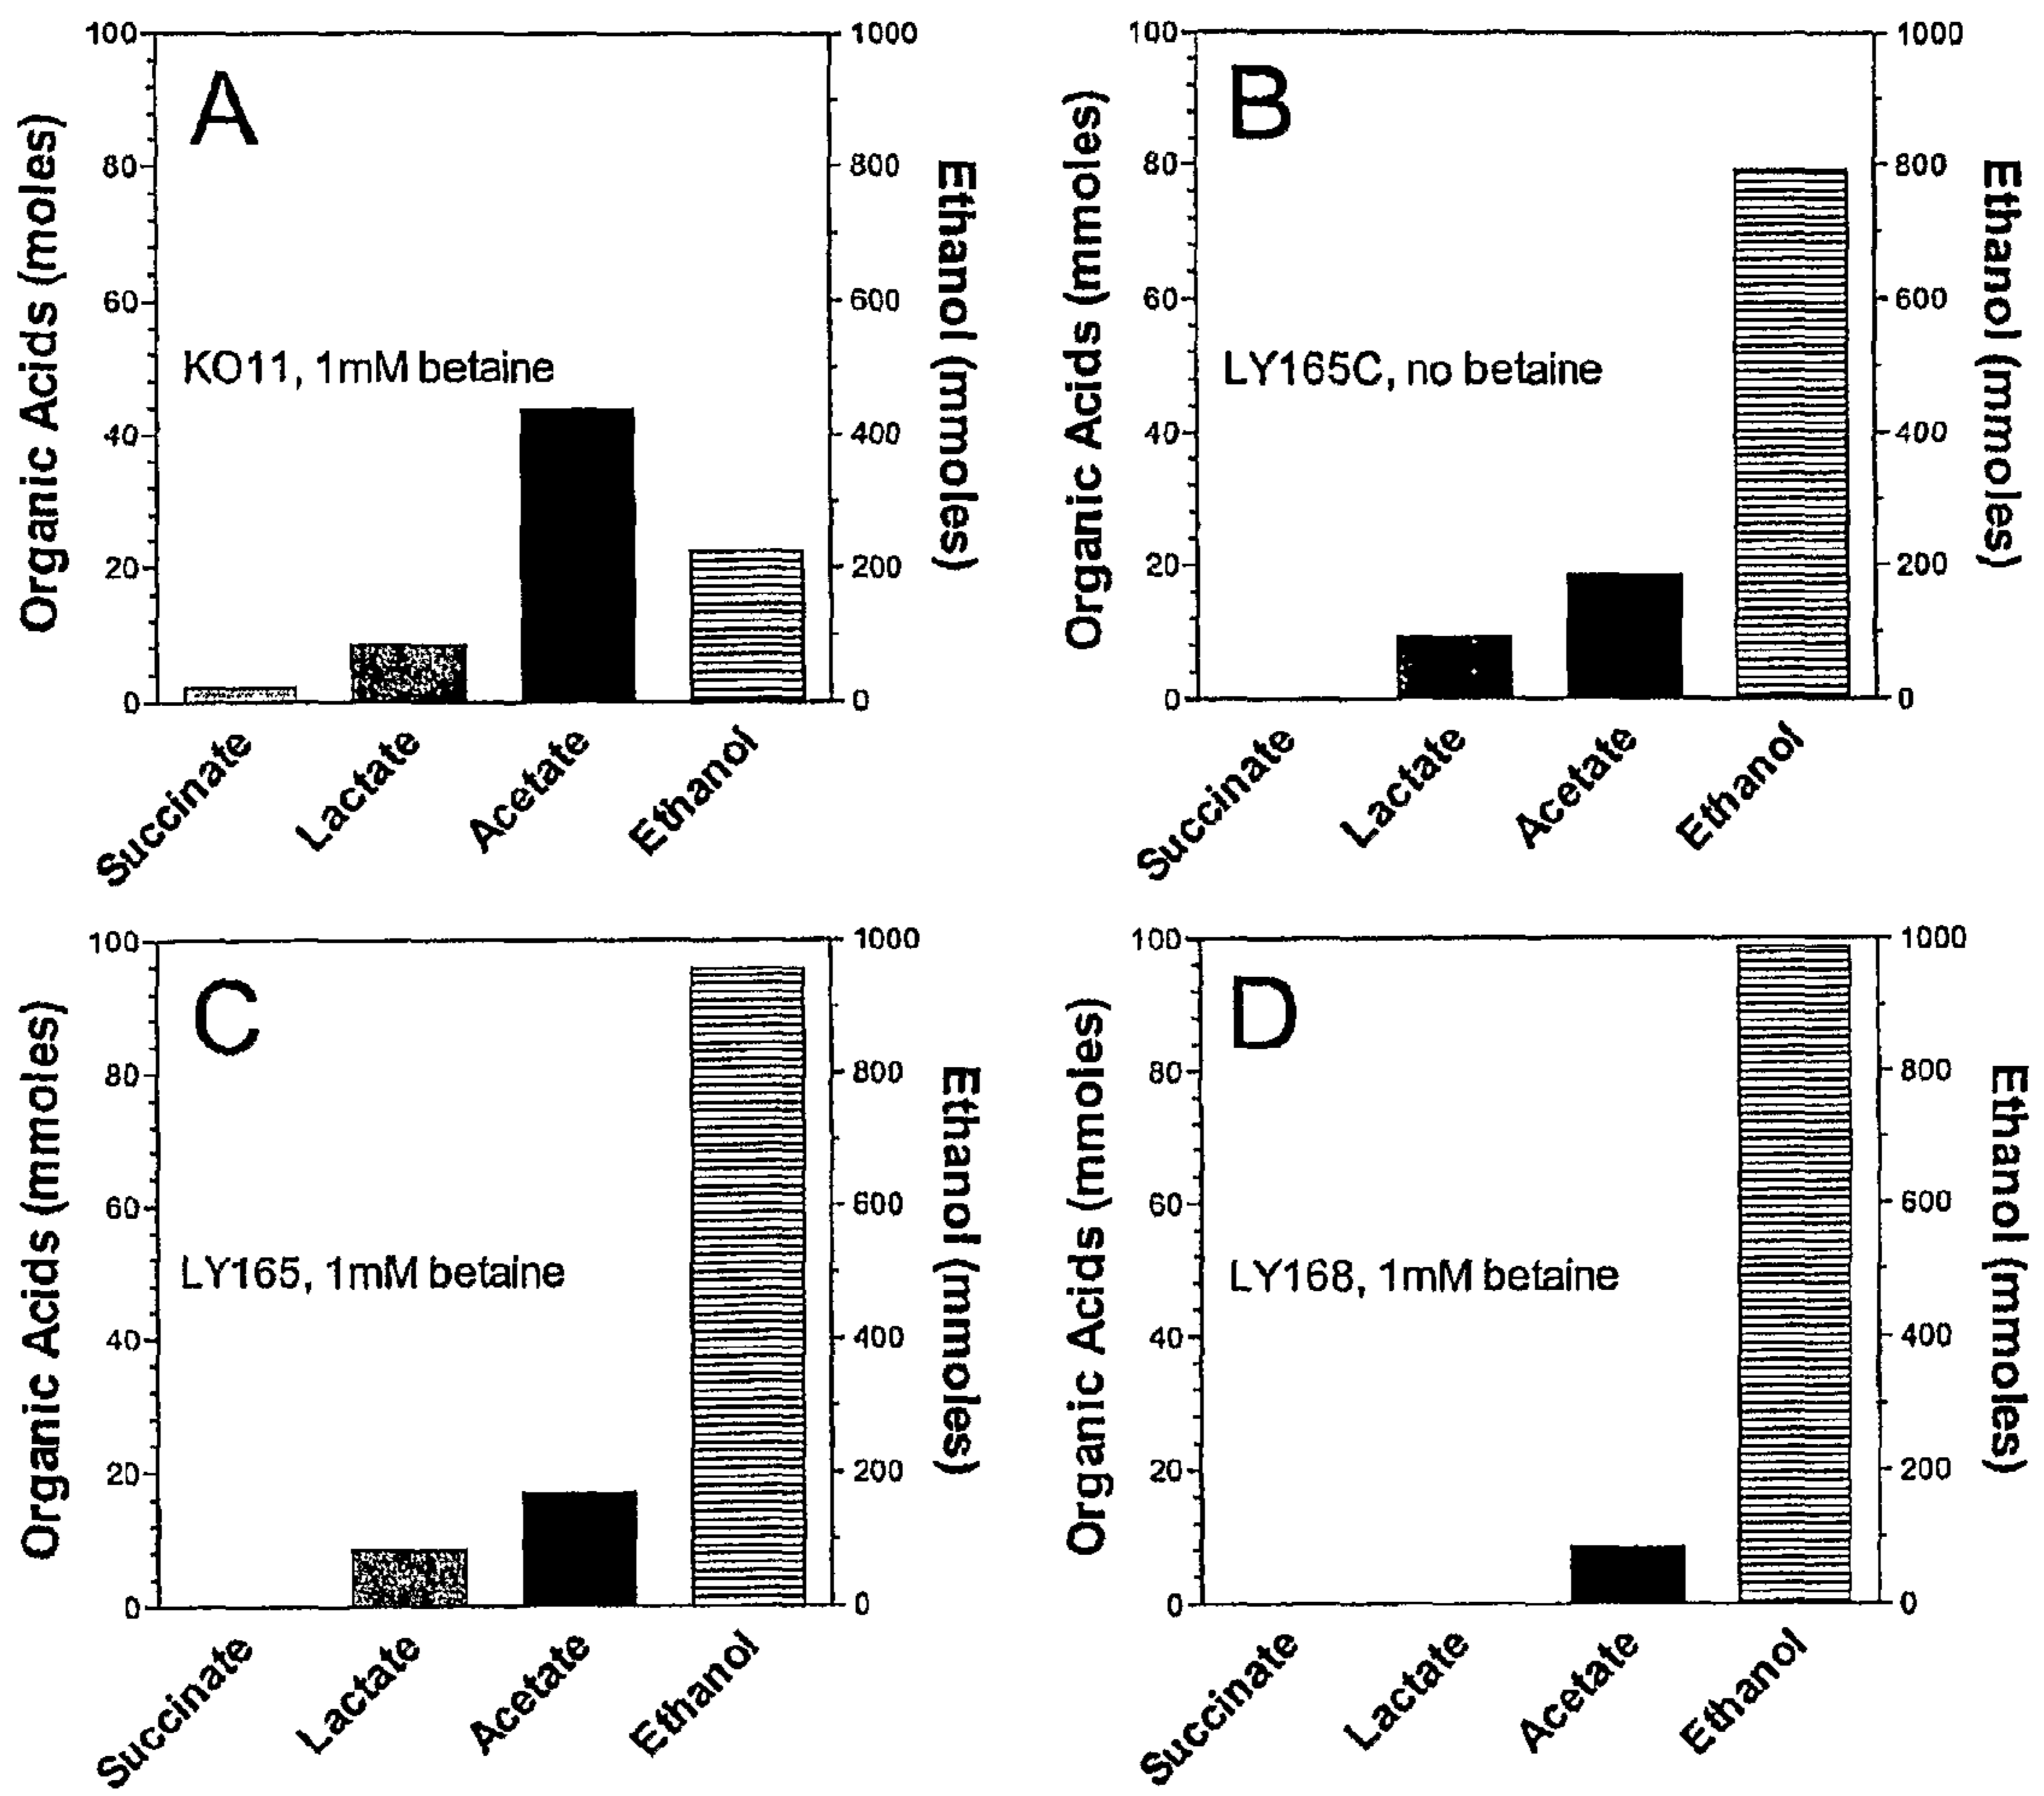 A
KO11, 1mM betaine
Organic Acids (moles)
Ethanol (mmoles)
100
80
60
40
20
0
1000
800
600
400
200
0
Succinate
Lactate
Acetate
Ethanol
B
LY165C, no betaine
Organic Acids (mmoles)
Ethanol (mmoles)
100
80
60
40
20
0
1000
800
600
400
200
0
Succinate
Lactate
Acetate
Ethanol
C
LY165, 1mM betaine
Organic Acids (mmoles)
Ethanol (mmoles)
100
80
60
40
20
0
1000
800
600
400
200
0
Succinate
Lactate
Acetate
Ethanol
D
LY168, 1mM betaine
Organic Acids (mmoles)
Ethanol (mmoles)
100
80
60
40
20
0
1000
800
600
400
200
0
Succinate
Lactate
Acetate
Ethanol